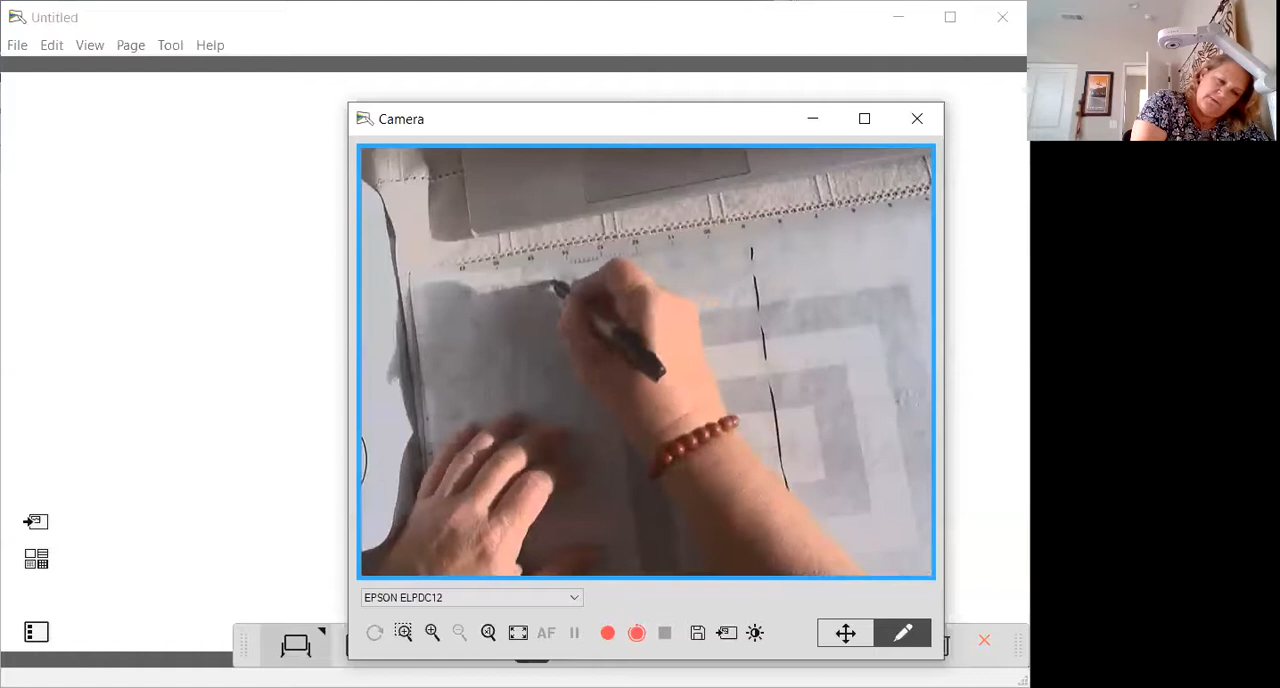 Untitled
File Edit View Page Tool Help
Camera
EPSON ELPDC12
AF